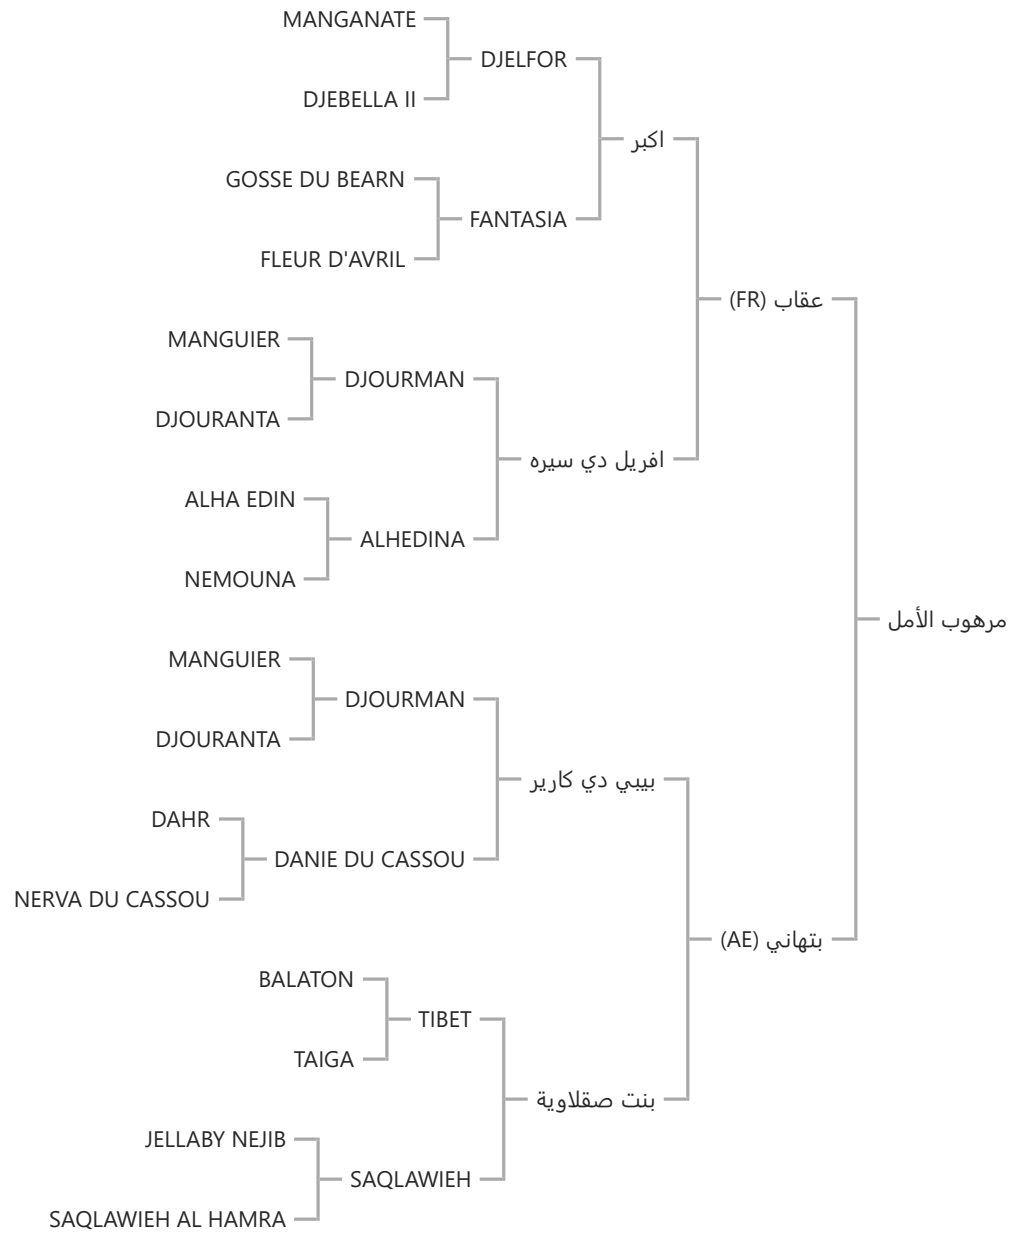 MANGANATE
DJELFOR
DJEBELLA II
اكبر
GOSSE DU BEARN
FANTASIA
FLEUR D'AVRIL
عقاب (FR)
MANGUIER
DJOURMAN
DJOURANTA
افريل دي سيره
ALHA EDIN
ALHEDINA
NEMOUNA
مرهوب الأمل
MANGUIER
DJOURMAN
DJOURANTA
بيبي دي كارير
DAHR
DANIE DU CASSOU
NERVA DU CASSOU
بتهاني (AE)
BALATON
TIBET
TAIGA
بنت صقلاوية
JELLABY NEJIB
SAQLAWIEH
SAQLAWIEH AL HAMRA